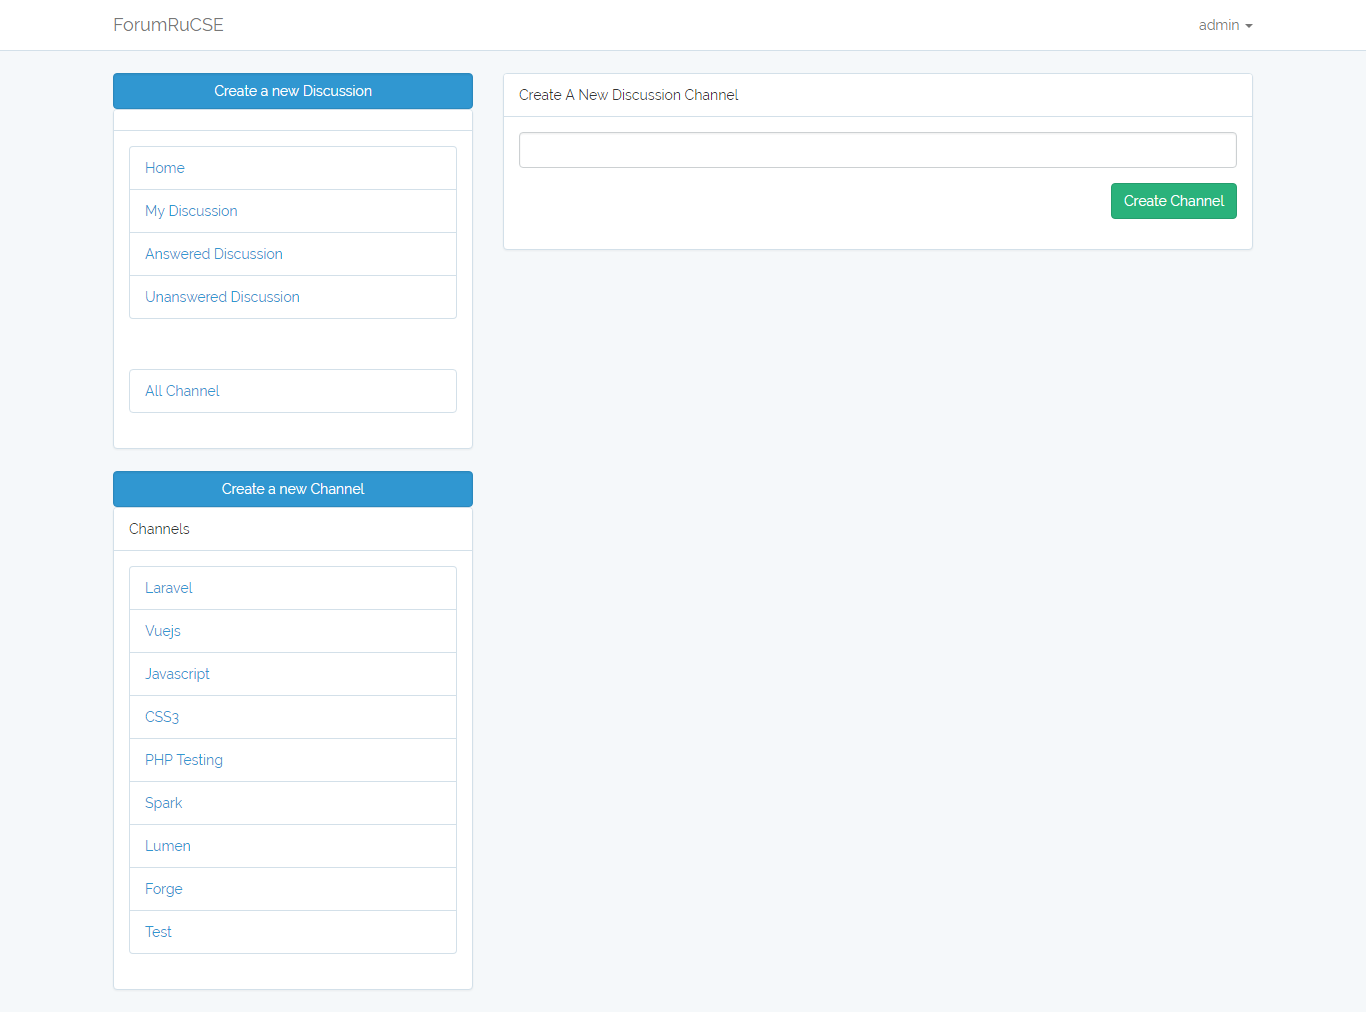 ForumRuCSE
admin
Create a new Discussion
Home
My Discussion
Answered Discussion
Unanswered Discussion
All Channel
Create a new Channel
Channels
Laravel
Vuejs
Javascript
CSS3
PHP Testing
Spark
Lumen
Forge
Test
Create A New Discussion Channel
Create Channel